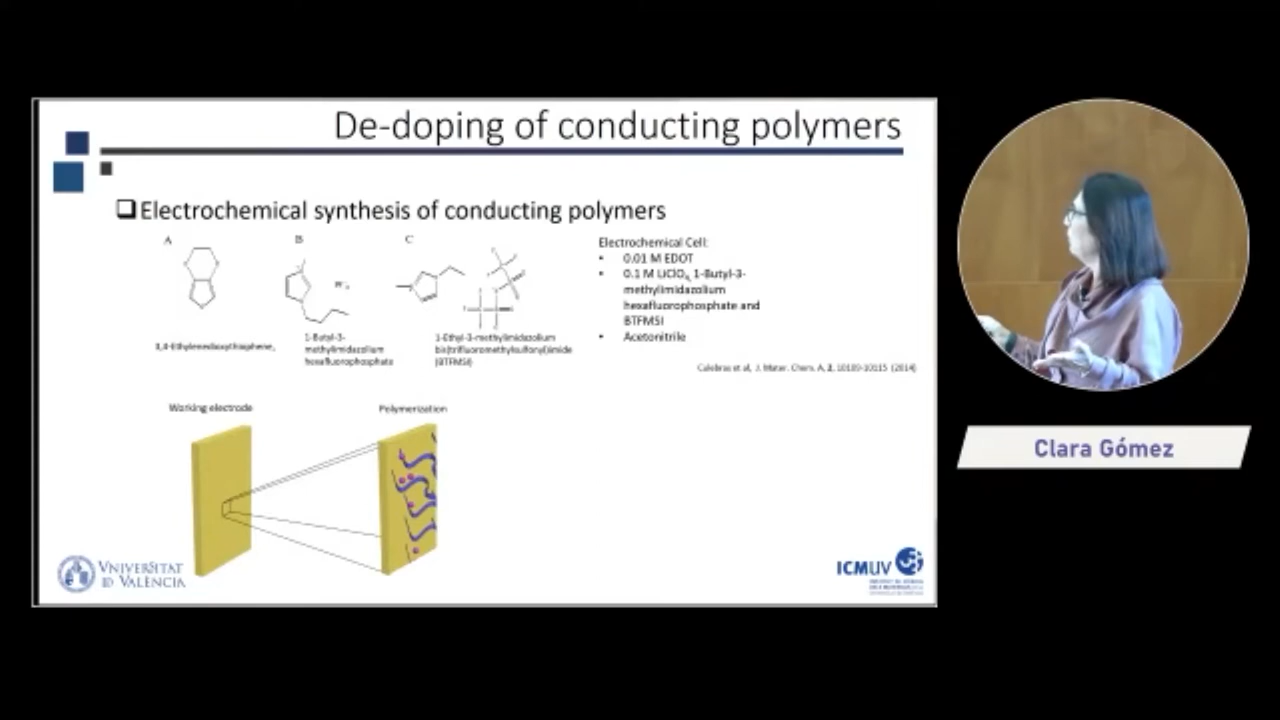 De-doping of conducting polymers
❑Electrochemical synthesis of conducting polymers
A
B
C
3,4-Ethylenedioxythiophene,
1-Butyl-3-
methylimidazolium
hexafluorophosphate
1-Ethyl-3-methylimidazolium
bis(trifluoromethylsulfonyl)imide
(BTFMSI)
Electrochemical Cell:
• 0.01 M EDOT
• 0.1 M LiClO4, 1-Butyl-3-
methylimidazolium
hexafluorophosphate and
BTFMSI
• Acetonitrile
Culebras et al, J. Mater. Chem. A, 2, 10109-10115 (2014)
Working electrode
Polymerization
VNIVERSITAT
ID VALÈNCIA
ICMUV
Clara Gómez